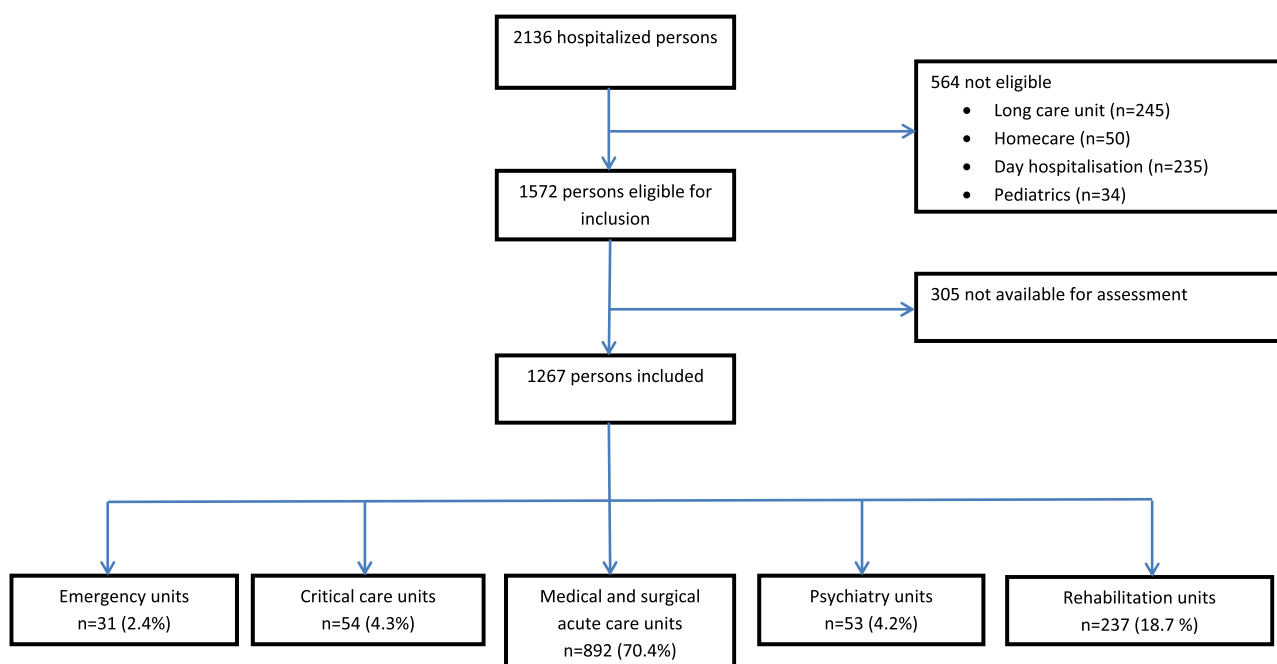 2136 hospitalized persons
564 not eligible
• Long care unit (n=245)
• Homecare (n=50)
• Day hospitalisation (n=235)
• Pediatrics (n=34)
1572 persons eligible for
inclusion
305 not available for assessment
1267 persons included
Emergency units
n=31 (2.4%)
Critical care units
n=54 (4.3%)
Medical and surgical
acute care units
n=892 (70.4%)
Psychiatry units
n=53 (4.2%)
Rehabilitation units
n=237 (18.7 %)